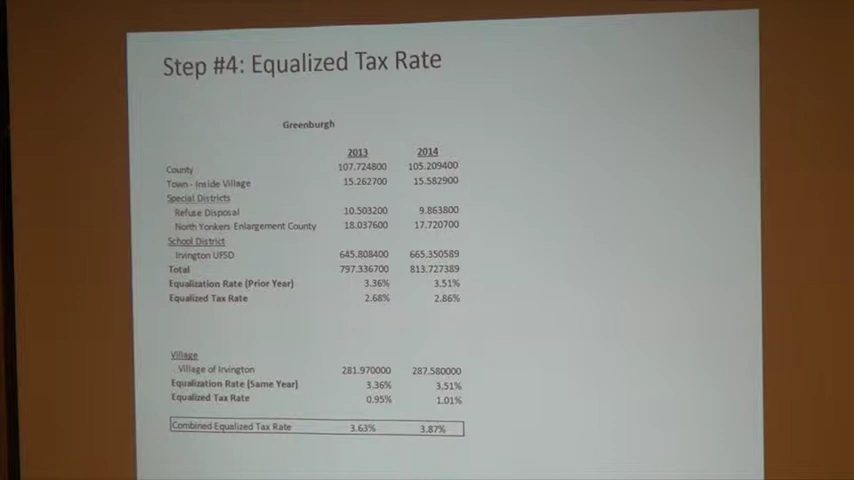 Step #4: Equalized Tax Rate
Greenburgh
2013 2014
County 107.724800 105.209400
Town - Inside Village 15.262700 15.582900
Special Districts
Refuse Disposal 10.503200 9.863800
North Yonkers Enlargement County 18.037600 17.720700
School District
Irvington UFSD 645.808400 665.350589
Total 797.336700 813.727389
Equalization Rate (Prior Year) 3.36% 3.51%
Equalized Tax Rate 2.68% 2.86%
Village
Village of Irvington 281.970000 287.580000
Equalization Rate (Same Year) 3.36% 3.51%
Equalized Tax Rate 0.95% 1.01%
Combined Equalized Tax Rate 3.63% 3.87%